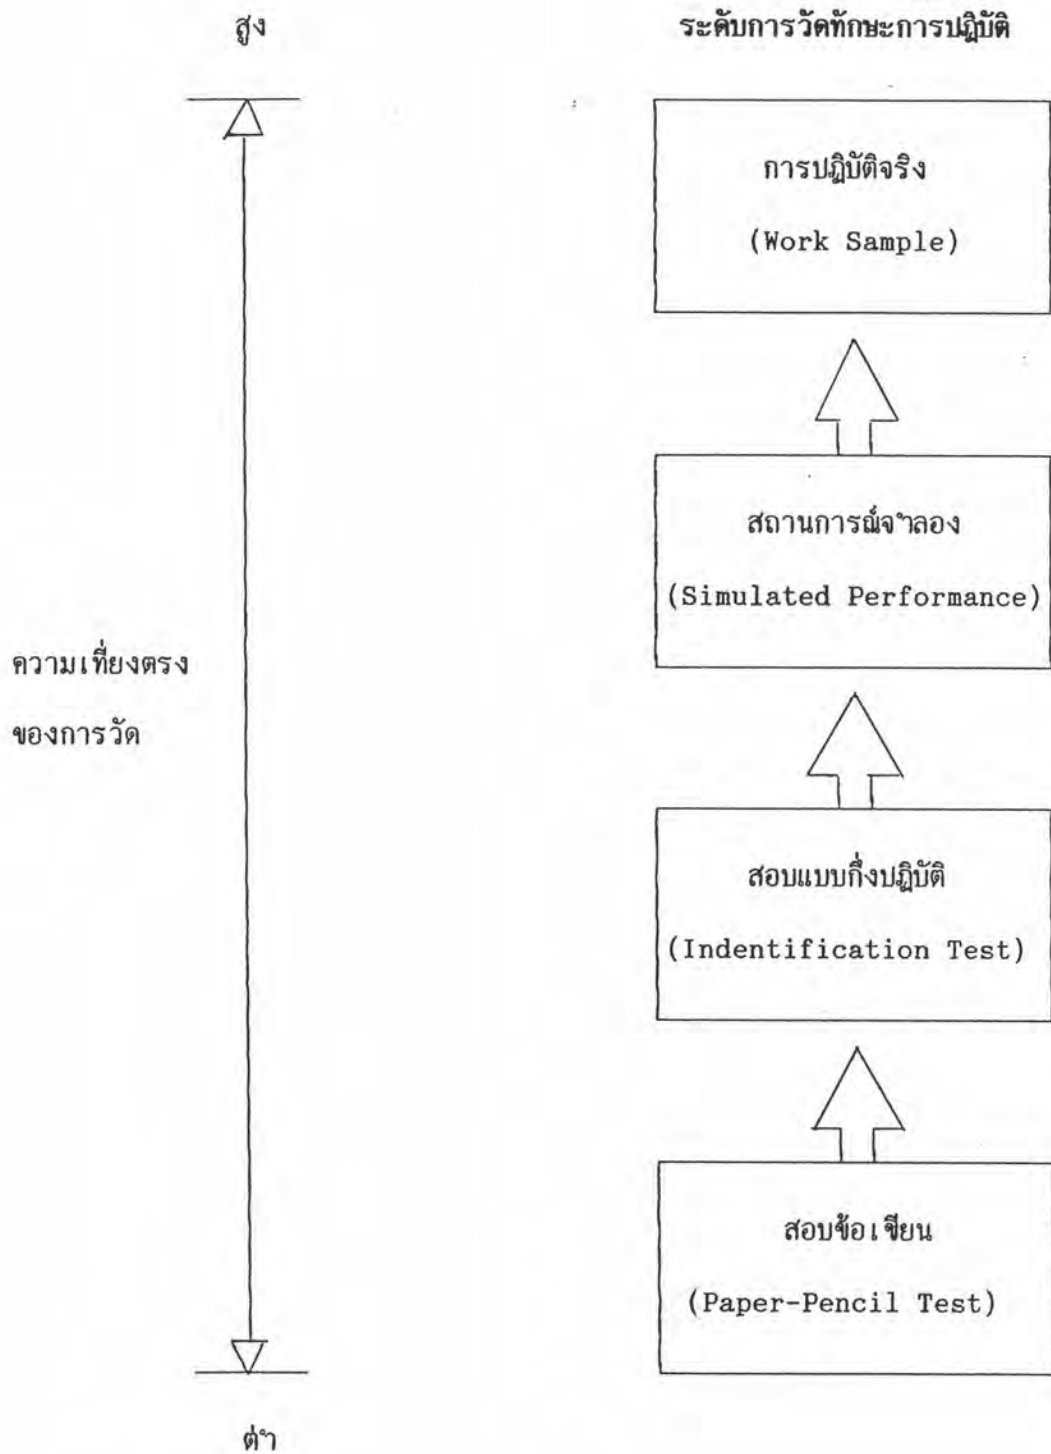 สูง
ระดับการวัดทักษะการปฏิบัติ
การปฏิบัติจริง
(Work Sample)
สถานการณ์จำลอง
(Simulated Performance)
ความเที่ยงตรง
ของการวัด
สอบแบบกึ่งปฏิบัติ
(Indentification Test)
สอบข้อเขียน
(Paper-Pencil Test)
ต่ำ